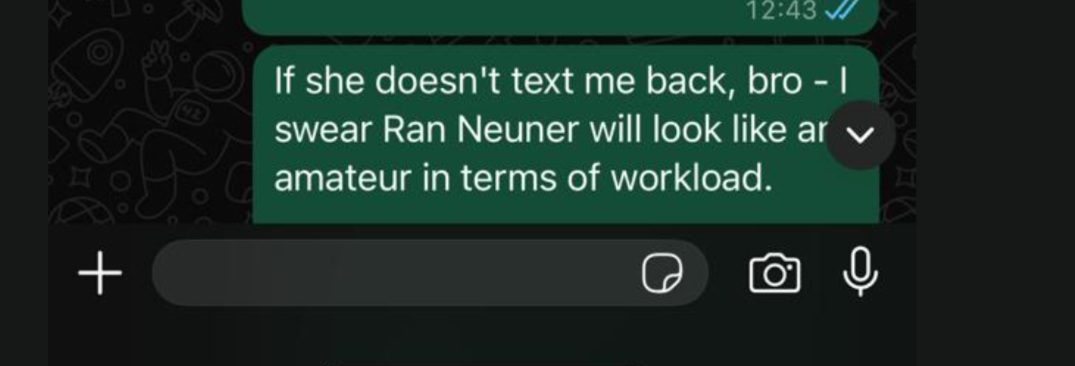 12:43
If she doesn't text me back, bro - I
swear Ran Neuner will look like
amateur in terms of workload.